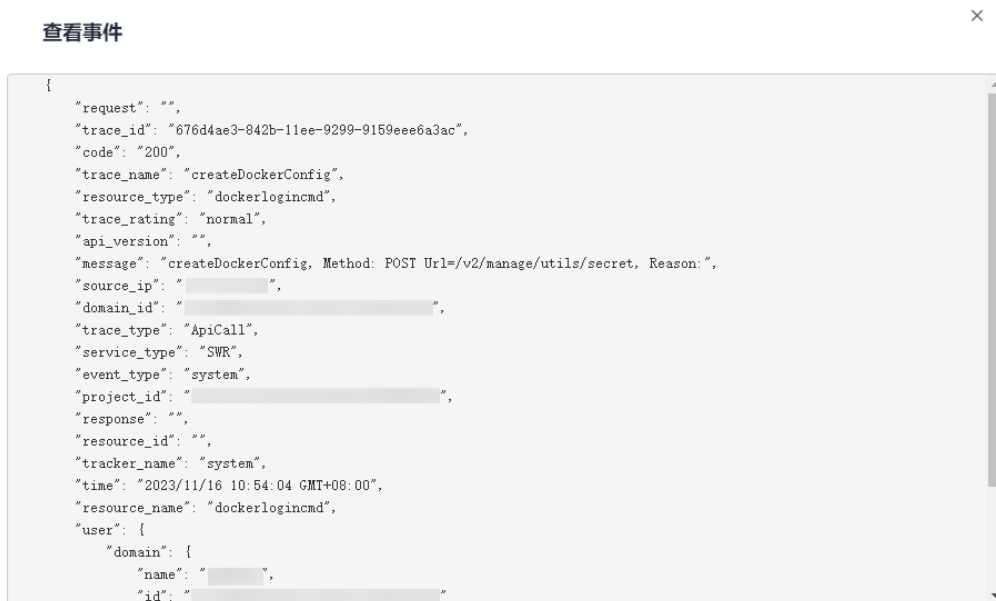 查看事件
{
"request": "",
"trace_id": "676d4ae3-842b-11ee-9299-9159eee6a3ac",
"code": "200",
"trace_name": "createDockerConfig",
"resource_type": "dockerlogincmd",
"trace_rating": "normal",
"api_version": "",
"message": "createDockerConfig, Method: POST Url=/v2/manage/utils/secret, Reason:",
"source_ip": "",
"domain_id": "",
"trace_type": "ApiCall",
"service_type": "SWR",
"event_type": "system",
"project_id": "",
"response": "",
"resource_id": "",
"tracker_name": "system",
"time": "2023/11/16 10:54:04 GMT+08:00",
"resource_name": "dockerlogincmd",
"user": {
"domain": {
"name": "",
"id": ""